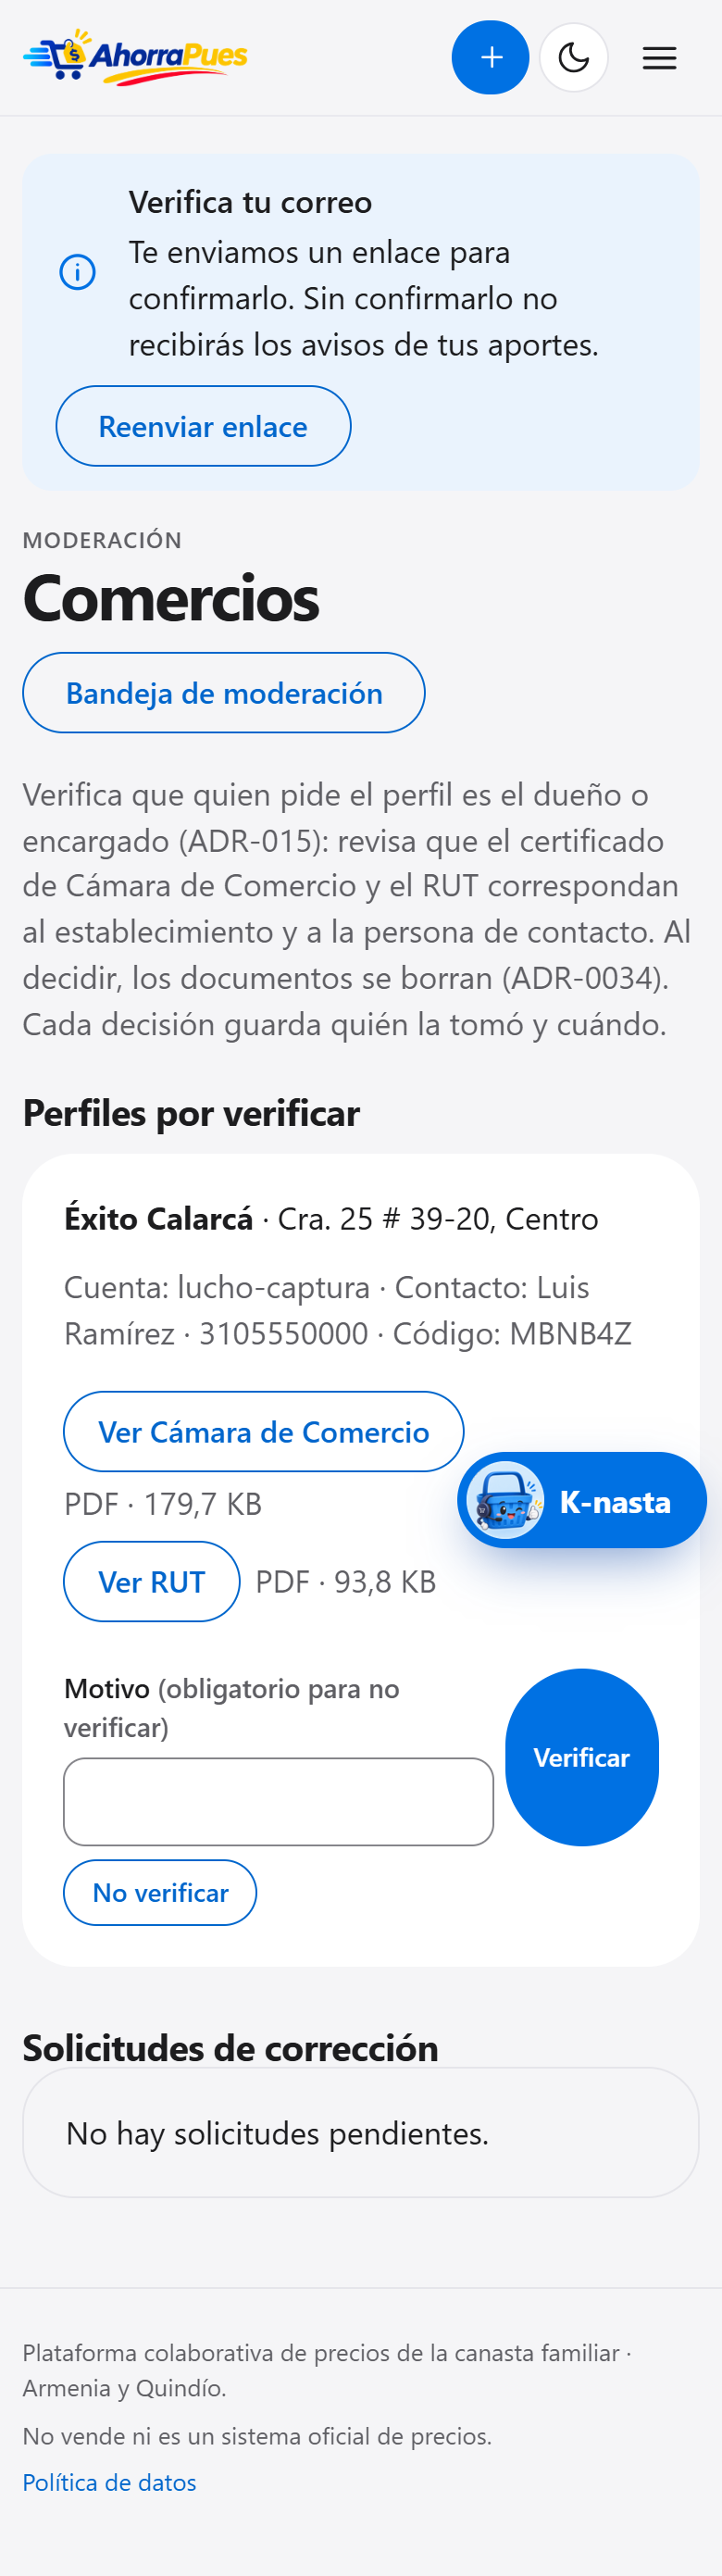 AhorraPues
Verifica tu correo
Te enviamos un enlace para
confirmarlo. Sin confirmarlo no
recibirás los avisos de tus aportes.
Reenviar enlace
MODERACIÓN
Comercios
Bandeja de moderación
Verifica que quien pide el perfil es el dueño o
encargado (ADR-015): revisa que el certificado
de Cámara de Comercio y el RUT correspondan
al establecimiento y a la persona de contacto. Al
decidir, los documentos se borran (ADR-0034).
Cada decisión guarda quién la tomó y cuándo.
Perfiles por verificar
Éxito Calarcá · Cra. 25 # 39-20, Centro
Cuenta: lucho-captura · Contacto: Luis
Ramírez · 3105550000 · Código: MBNB4Z
Ver Cámara de Comercio
PDF · 179,7 KB
K-nasta
Ver RUT PDF · 93,8 KB
Motivo (obligatorio para no
verificar)
Verificar
No verificar
Solicitudes de corrección
No hay solicitudes pendientes.
Plataforma colaborativa de precios de la canasta familiar ·
Armenia y Quindío.
No vende ni es un sistema oficial de precios.
Política de datos